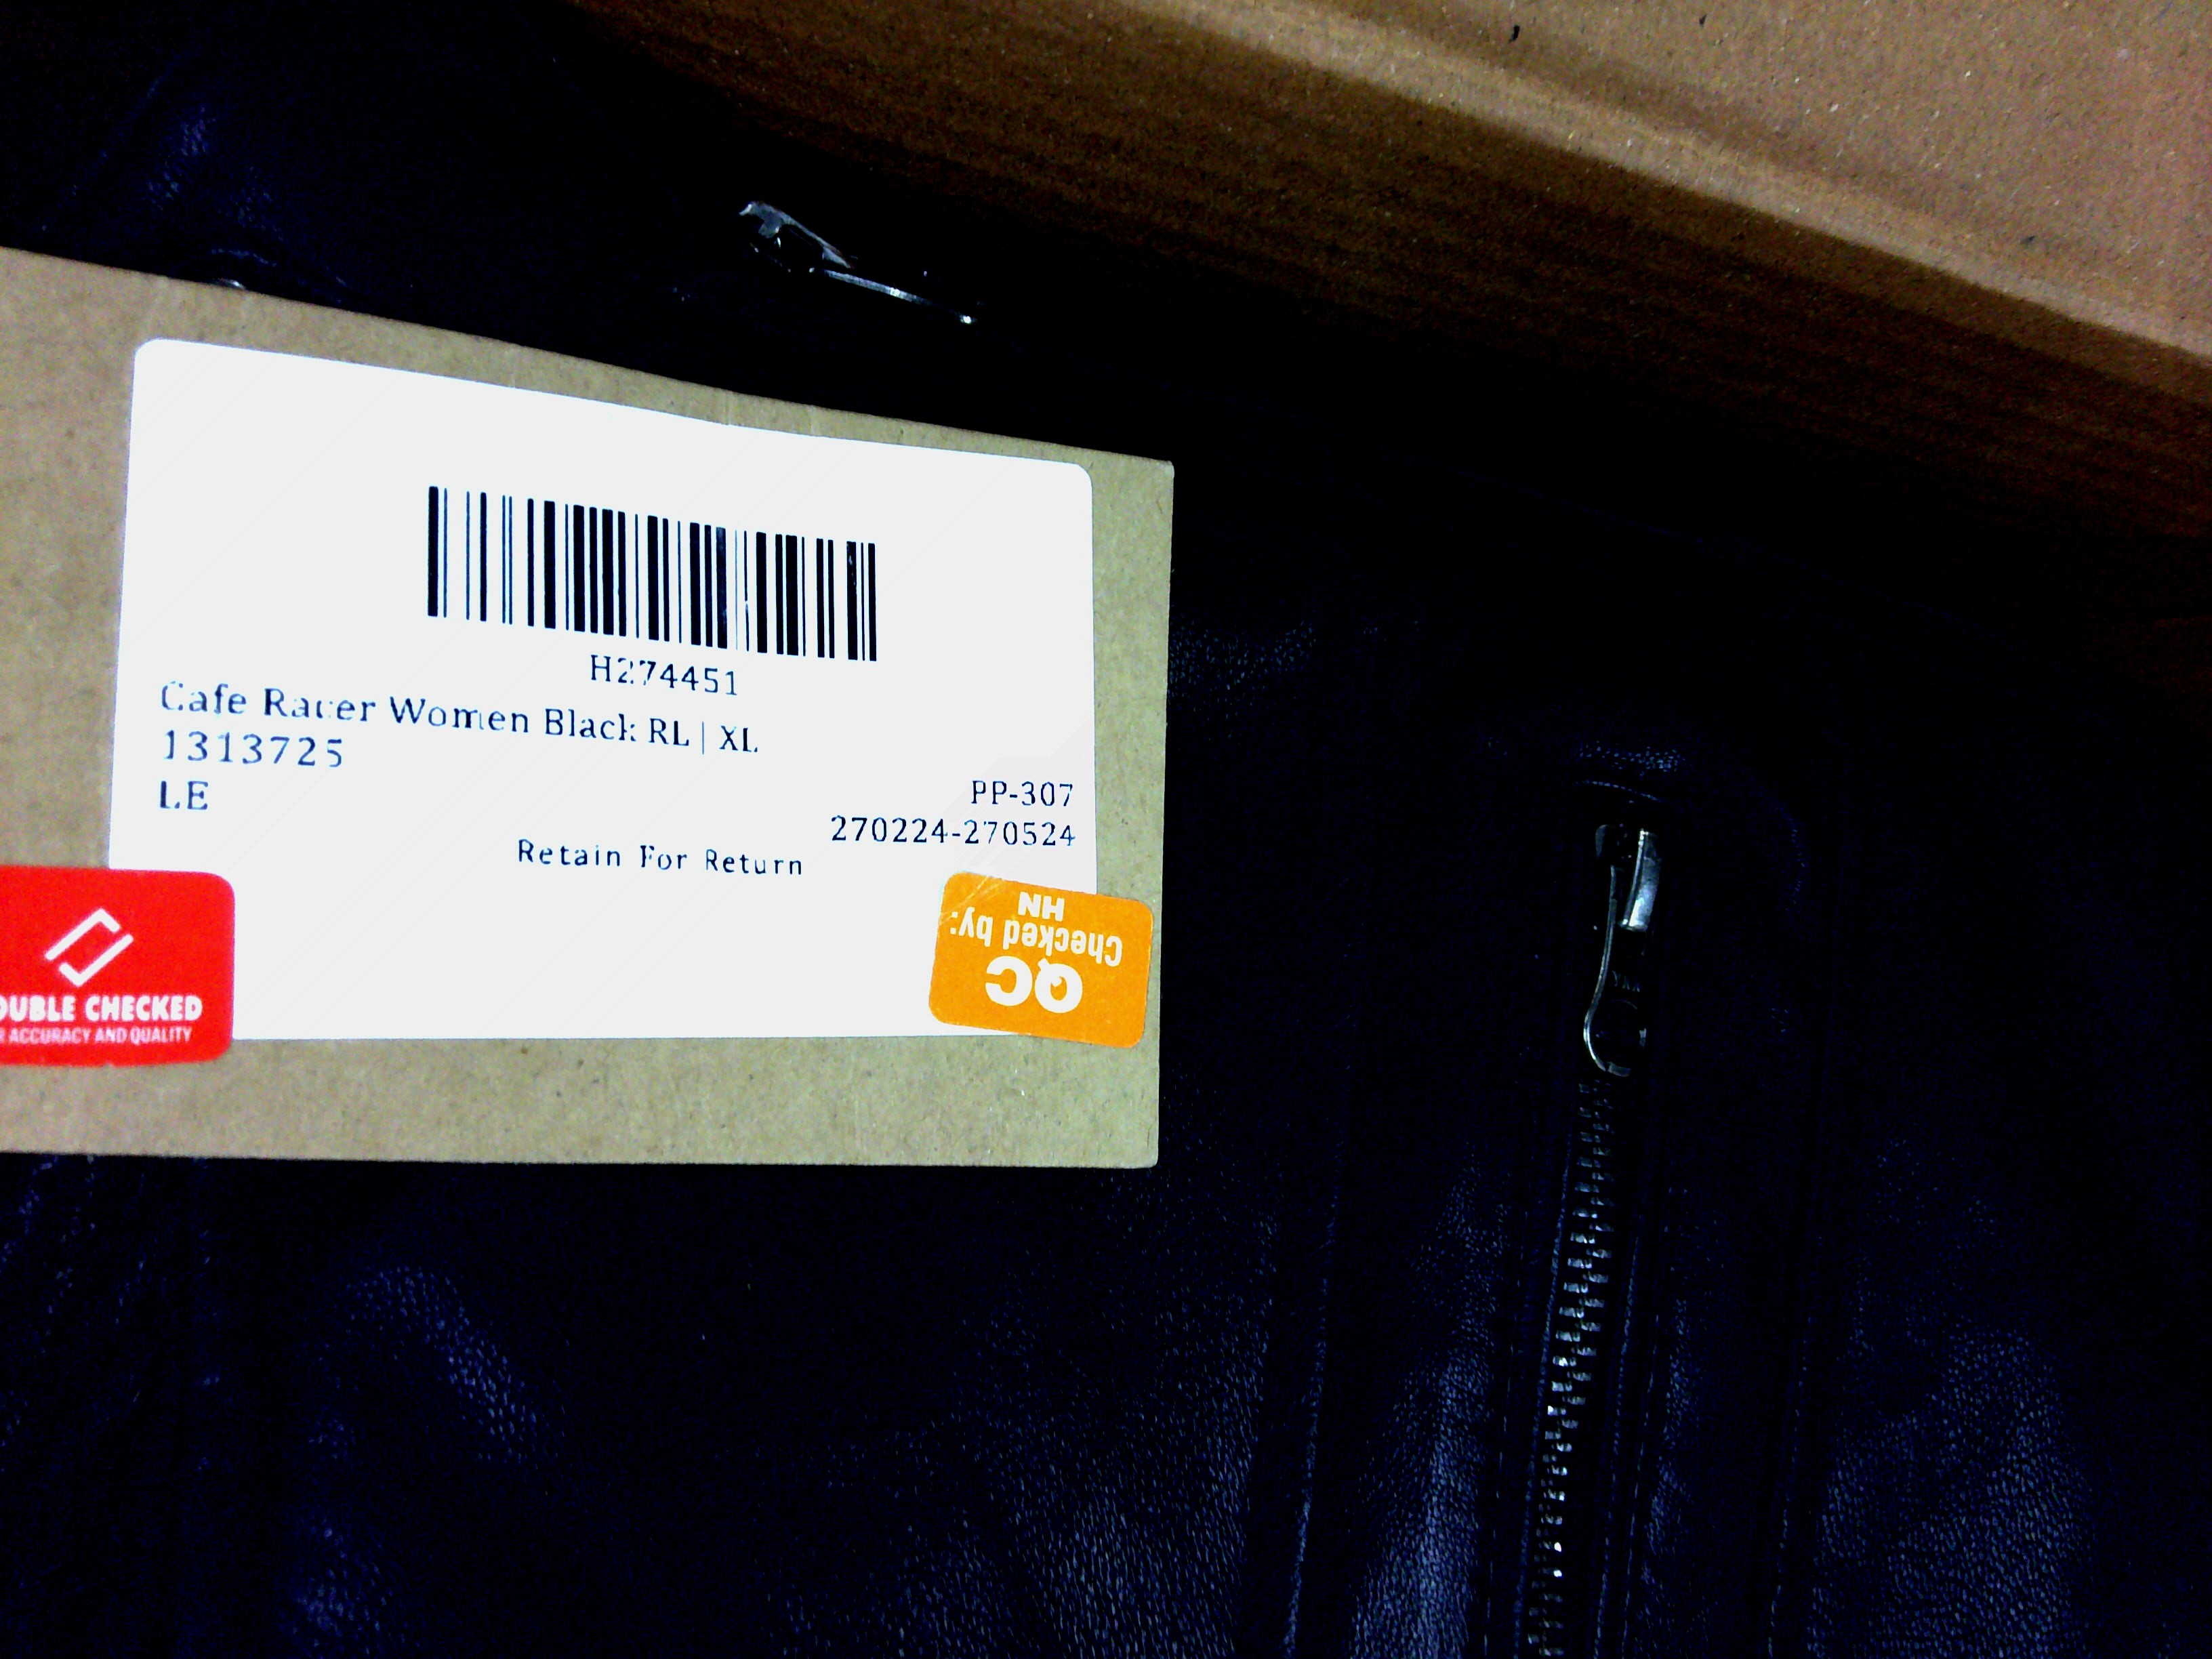 H274451
Cafe Racer Women Black RL | XL
1313725
LE
PP-307
270224-270524
Retain For Return
OUBLE CHECKED
R ACCURACY AND QUALITY
QC
Checked by:
HN